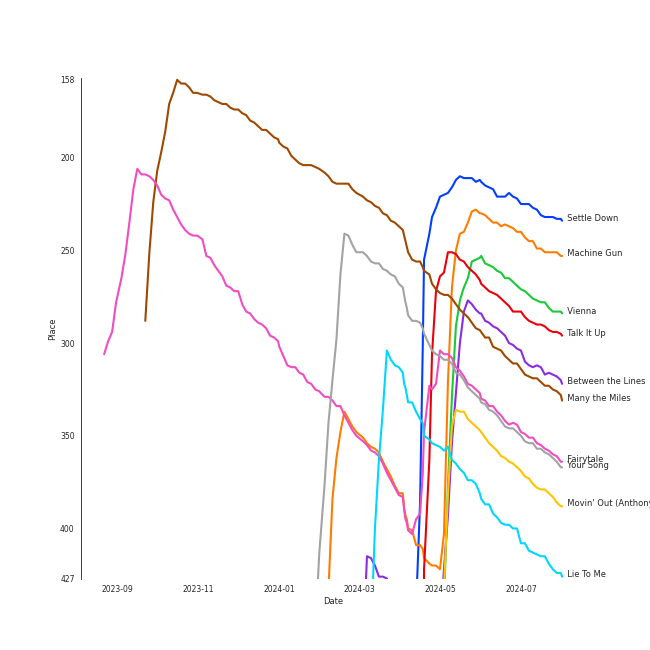 158
200
250
300
350
400
427
Place
2023-09
2023-11
2024-01
2024-03
2024-05
2024-07
Date
Settle Down
Machine Gun
Vienna
Talk It Up
Between the Lines
Many the Miles
Fairytale
Your Song
Movin' Out (Anthony
Lie To Me